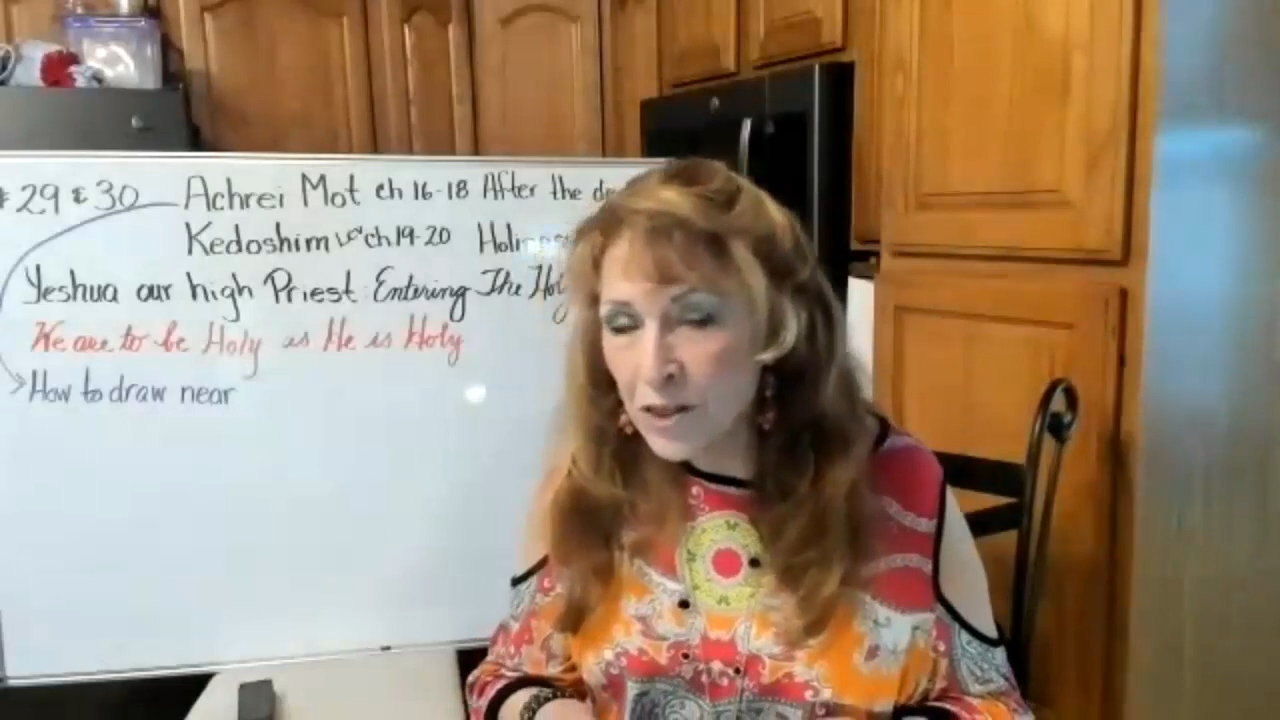 #29 & 30 Achrei Mot ch 16-18 After the
Kedoshim ch 19-20
Yeshua our high Priest: Entering The
We are to be Holy as He is Holy
How to draw near